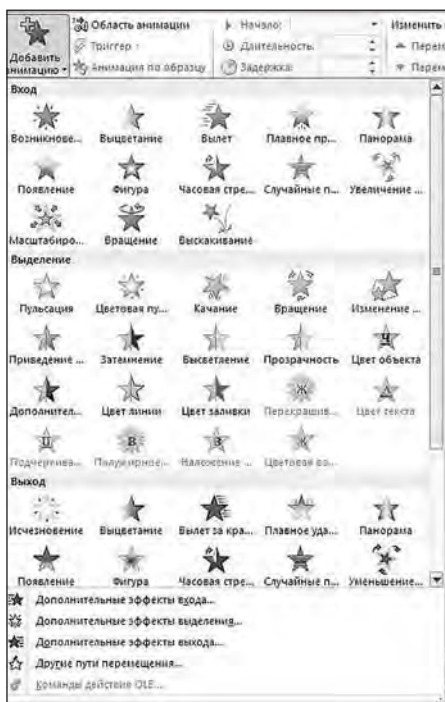 Добавить анимацию
Область анимации
Триггер
Анимация по образцу
Начало:
Длительность:
Задержка:
Изменить
Перем
Перем
Вход
Возникнове... Выцветание Вылет Плавное пр... Панорама
Появление Фигура Часовая стре... Случайные п... Увеличение ...
Масштабиро... Вращение Выскакивание
Выделение
Пульсация Цветовая пу... Качание Вращение Изменение ...
Приведение ... Затемнение Высветление Прозрачность Цвет объекта
Дополнител... Цвет линии Цвет заливки Перекрашив... Цвет текста
Подчеркива... Полужирное... Наложение ... Цветовая во...
Выход
Исчезновение Выцветание Вылет за кра... Плавное уда... Панорама
Появление Фигура Часовая стре... Случайные п... Уменьшение...
Дополнительные эффекты входа...
Дополнительные эффекты выделения...
Дополнительные эффекты выхода...
Другие пути перемещения...
Команды действия OLE...